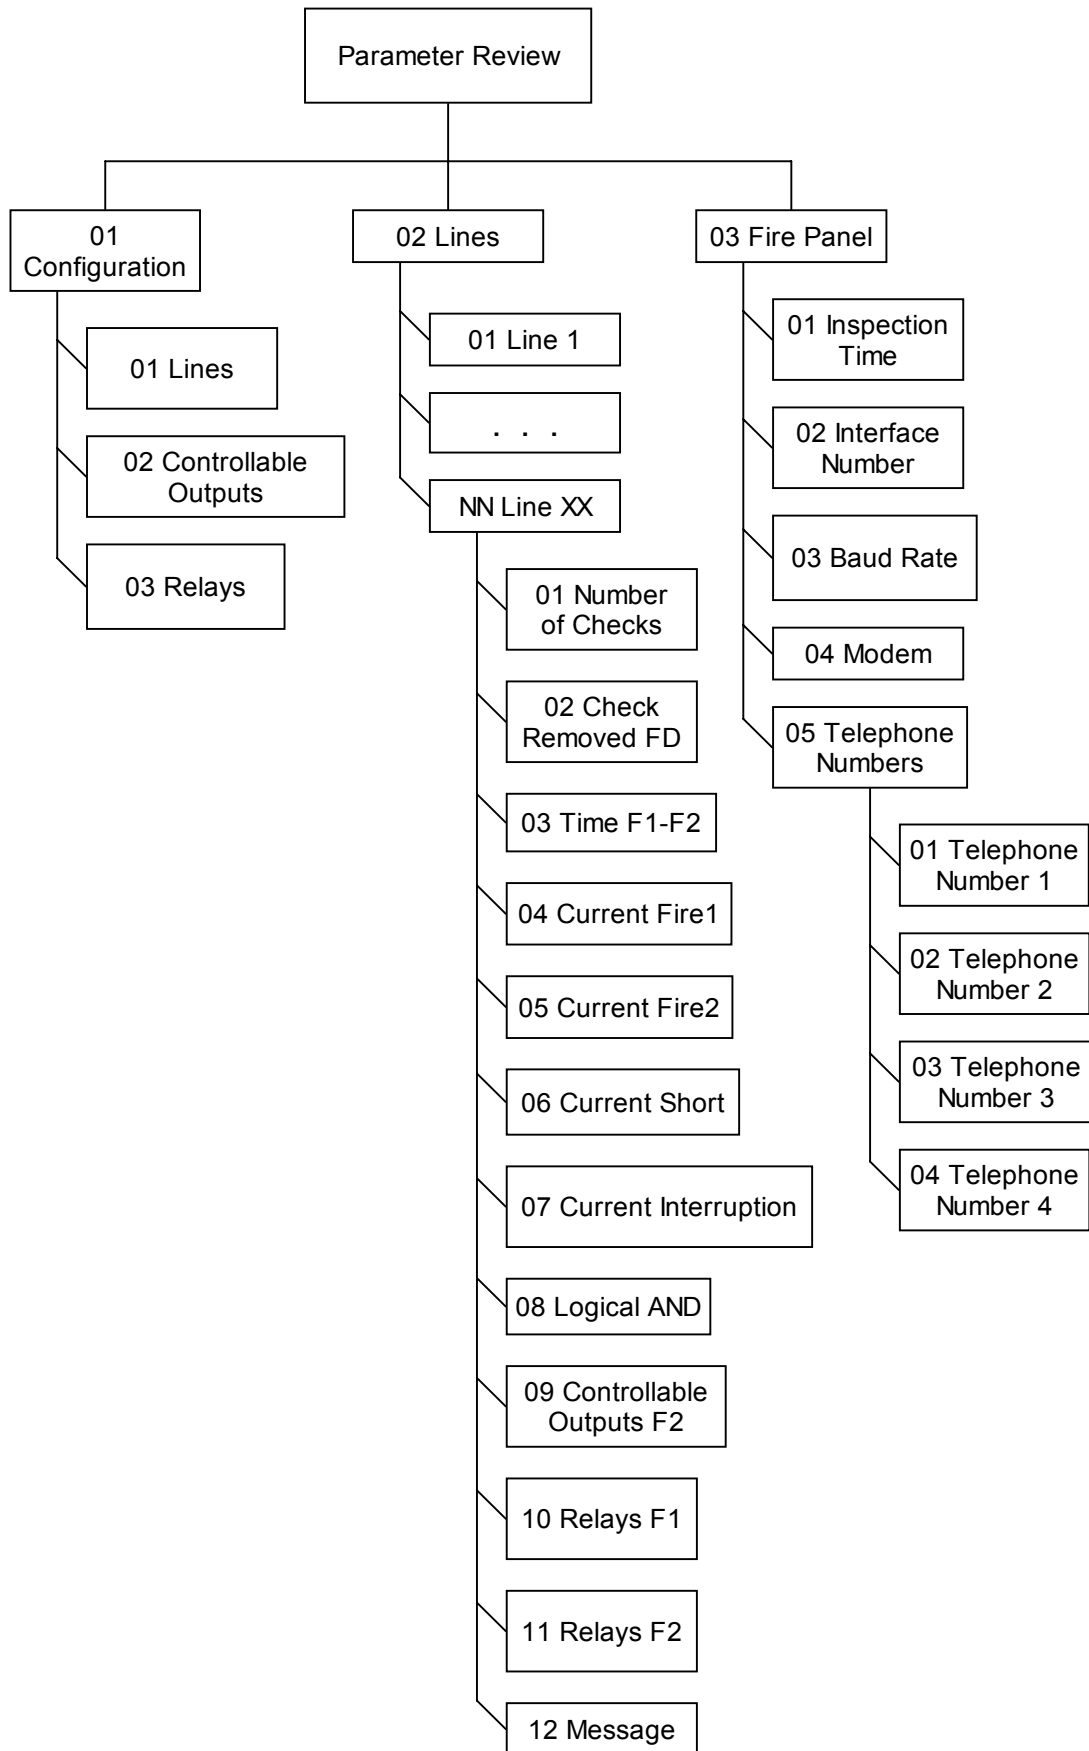 Parameter Review
01
Configuration
01 Lines
02 Controllable
Outputs
03 Relays
02 Lines
01 Line 1
. . .
NN Line XX
01 Number
of Checks
02 Check
Removed FD
03 Time F1-F2
04 Current Fire1
05 Current Fire2
06 Current Short
07 Current Interruption
08 Logical AND
09 Controllable
Outputs F2
10 Relays F1
11 Relays F2
12 Message
03 Fire Panel
01 Inspection
Time
02 Interface
Number
03 Baud Rate
04 Modem
05 Telephone
Numbers
01 Telephone
Number 1
02 Telephone
Number 2
03 Telephone
Number 3
04 Telephone
Number 4